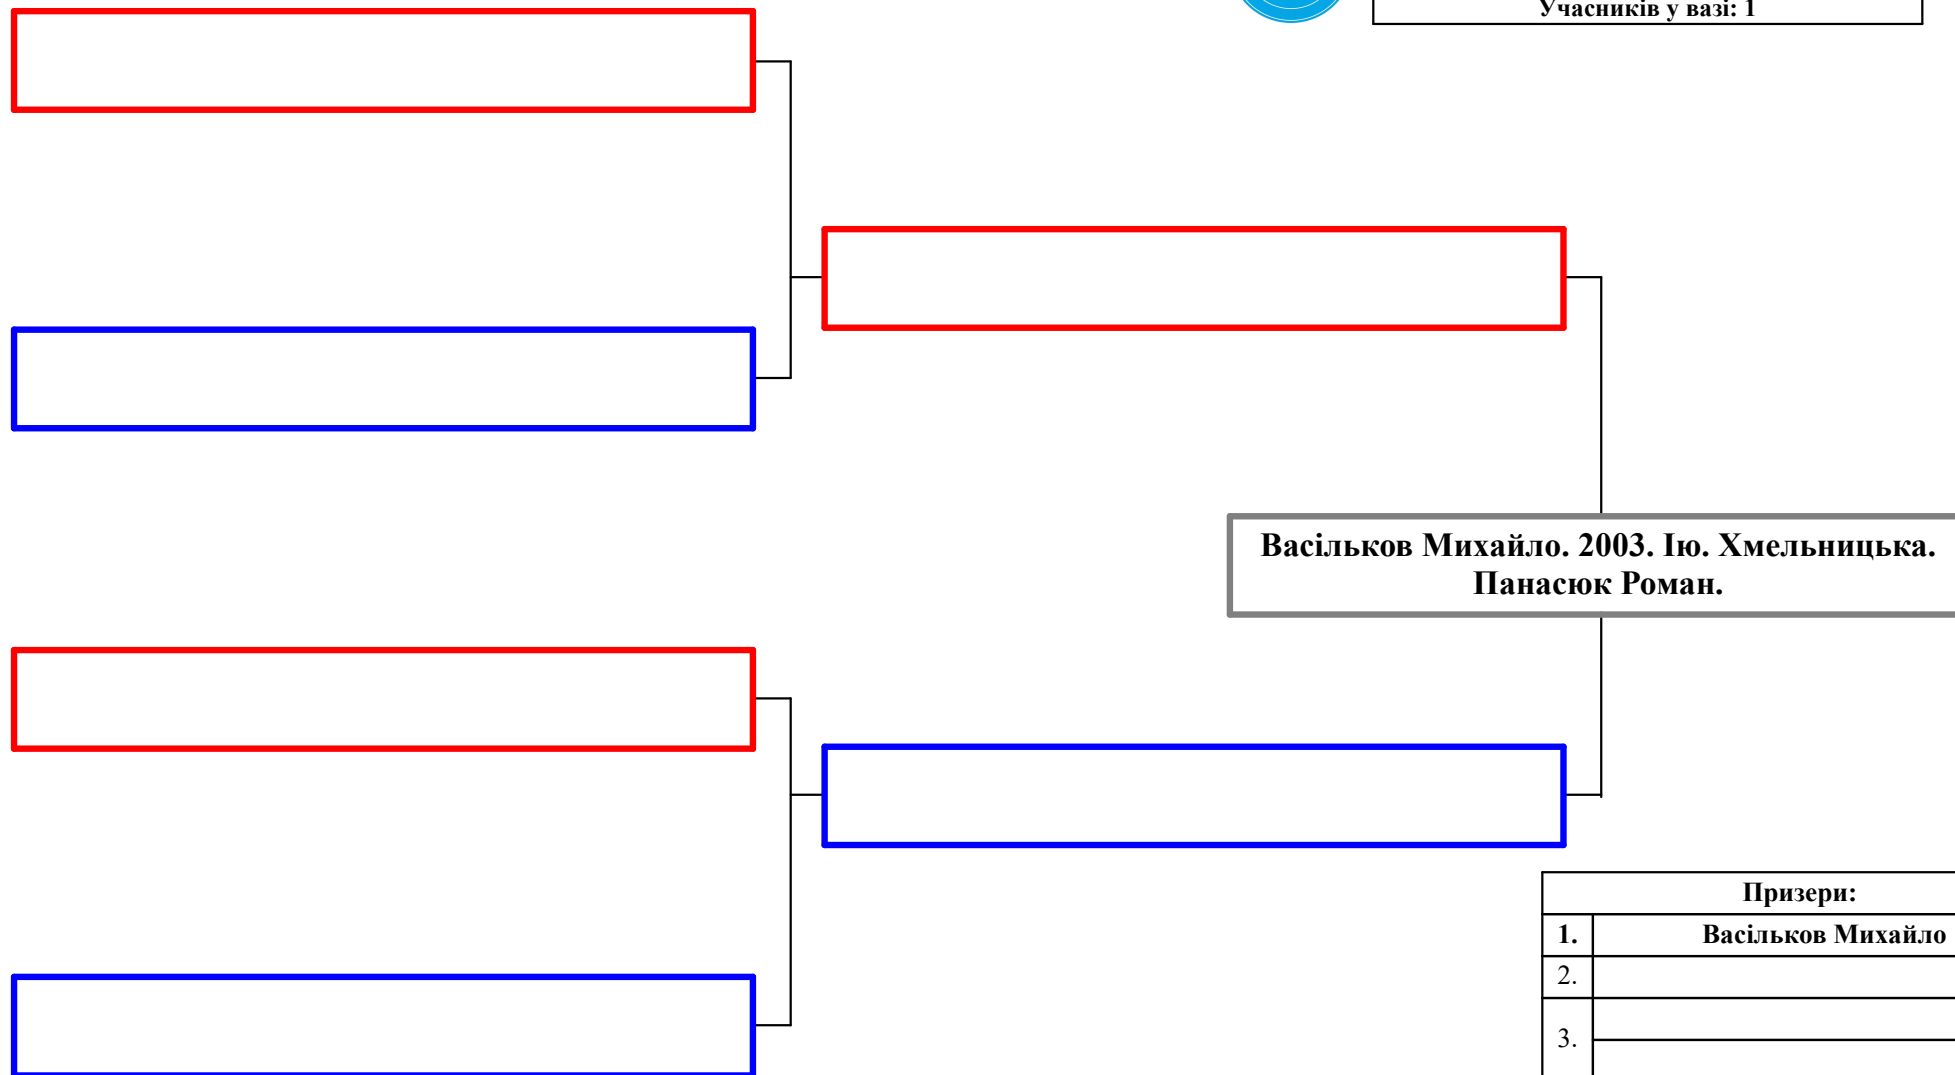 Учасників у вазі: 1
Васільков Михайло. 2003. Ію. Хмельницька.
Панасюк Роман.
Призери:
1. Васільков Михайло
2.
3.